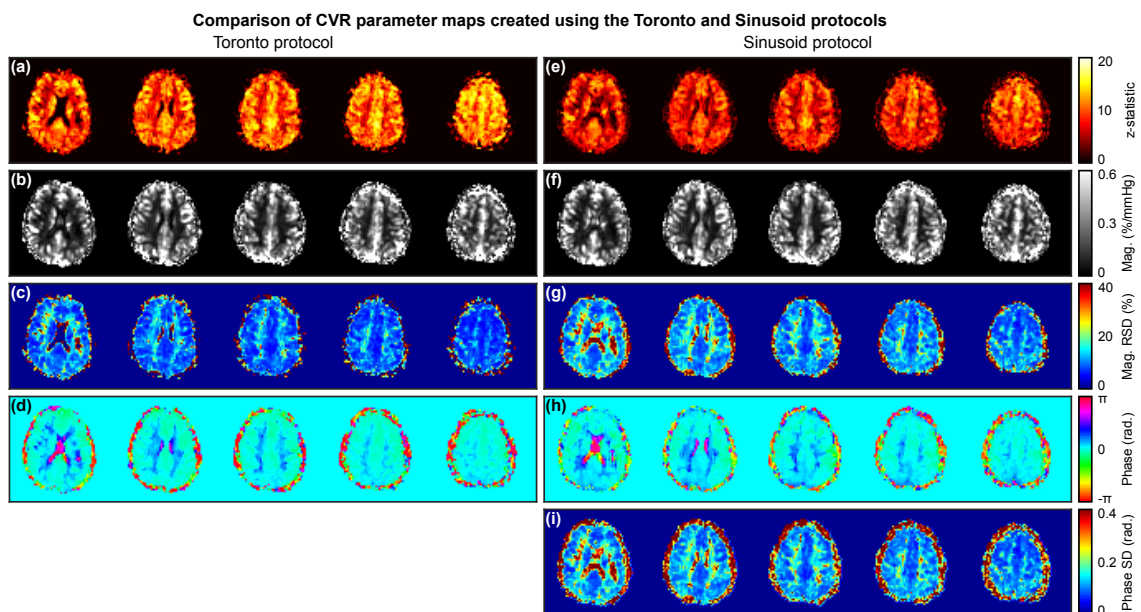 Comparison of CVR parameter maps created using the Toronto and Sinusoid protocols
Toronto protocol
Sinusoid protocol
(a)
(e)
20
10
0
z-statistic
(b)
(f)
0.6
0.3
0
Mag. (%/mmHg)
(c)
(g)
40
20
0
Mag. RSD (%)
(d)
(h)
π
0
-π
Phase (rad.)
(i)
0.4
0.2
0
Phase SD (rad.)